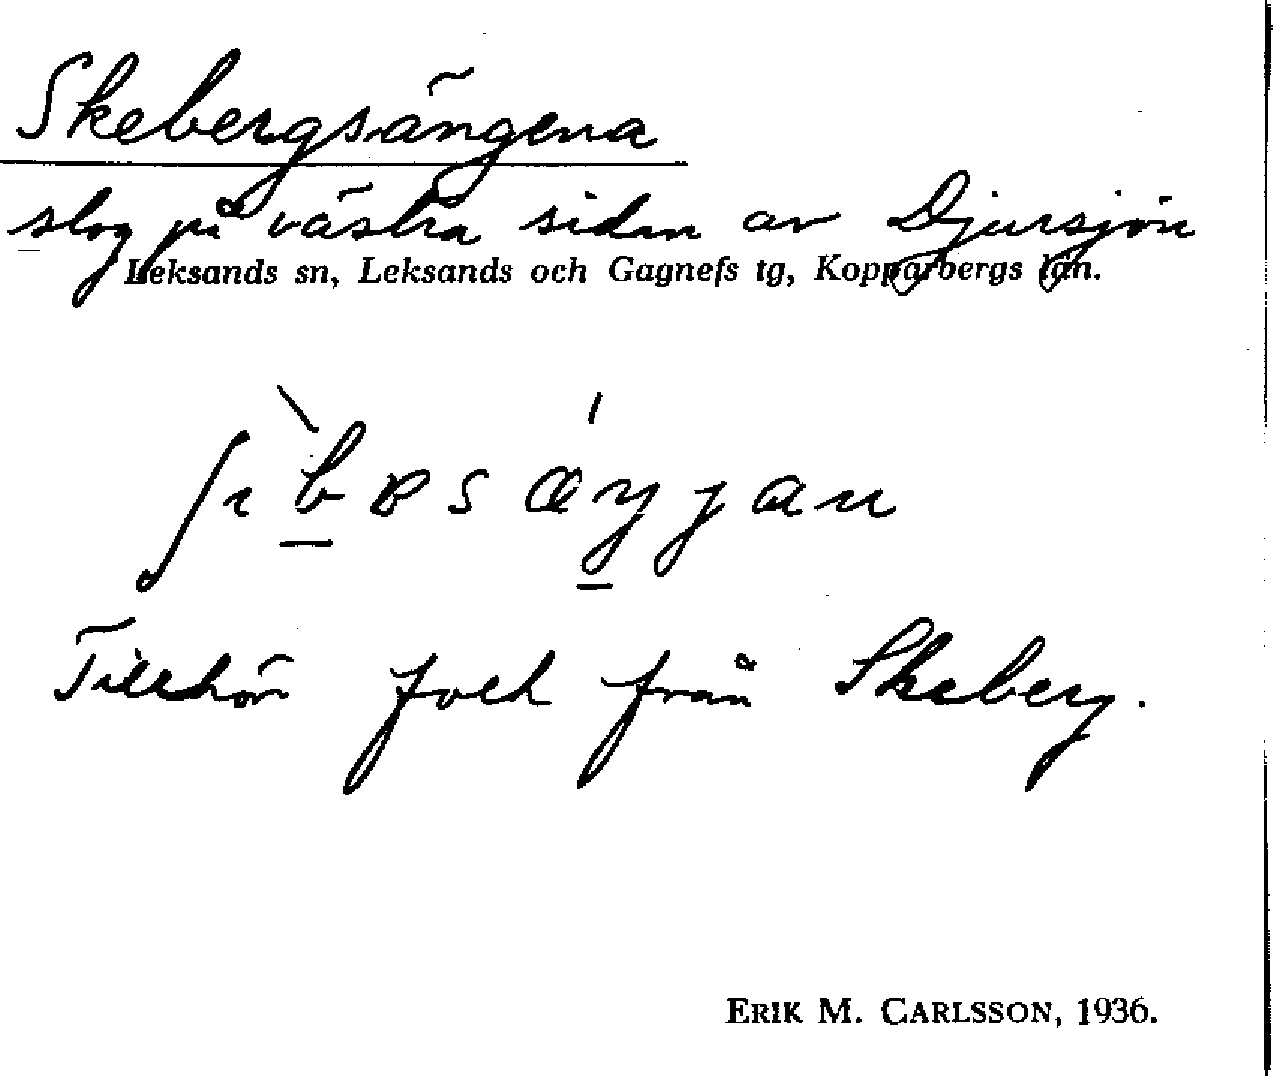 Skebergsängena
slog på västra sidan av Djursjön
Leksands sn, Leksands och Gagnefs tg, Kopparbergs län.
Tillhör folk från Skeberg.
ERIK M. CARLSSON, 1936.